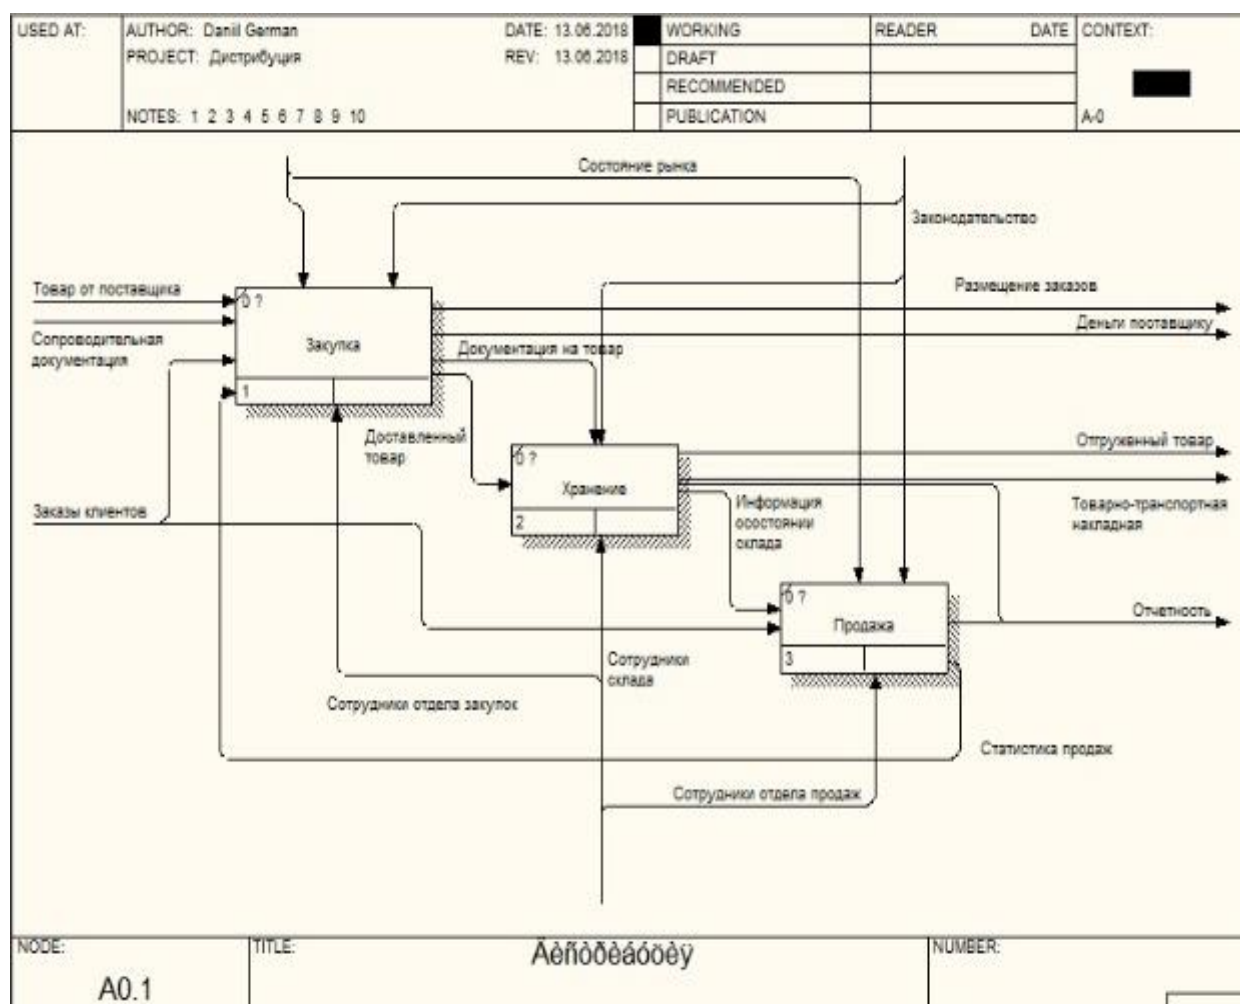 USED AT:
AUTHOR: Daniil German
DATE: 13.06.2018
WORKING
READER
DATE
CONTEXT:
PROJECT: Дистрибуция
REV: 13.06.2018
DRAFT
RECOMMENDED
NOTES: 1 2 3 4 5 6 7 8 9 10
PUBLICATION
A-0
Состояние рынка
Законодательство
Товар от поставщика
Размещение заказов
0 ?
Деньги поставщику
Сопроводительная
документация
Закупка
Документация на товар
1
Доставленный
товар
Отгруженный товар
0 ?
Хранение
Заказы клиентов
2
Информация
осостоянии
склада
Товарно-транспортная
накладная
0 ?
Продажа
Отчетность
3
Сотрудники
склада
Сотрудники отдела закупок
Статистика продаж
Сотрудники отдела продаж
NODE:
TITLE:
Äèñòðèáóöèÿ
NUMBER:
A0.1